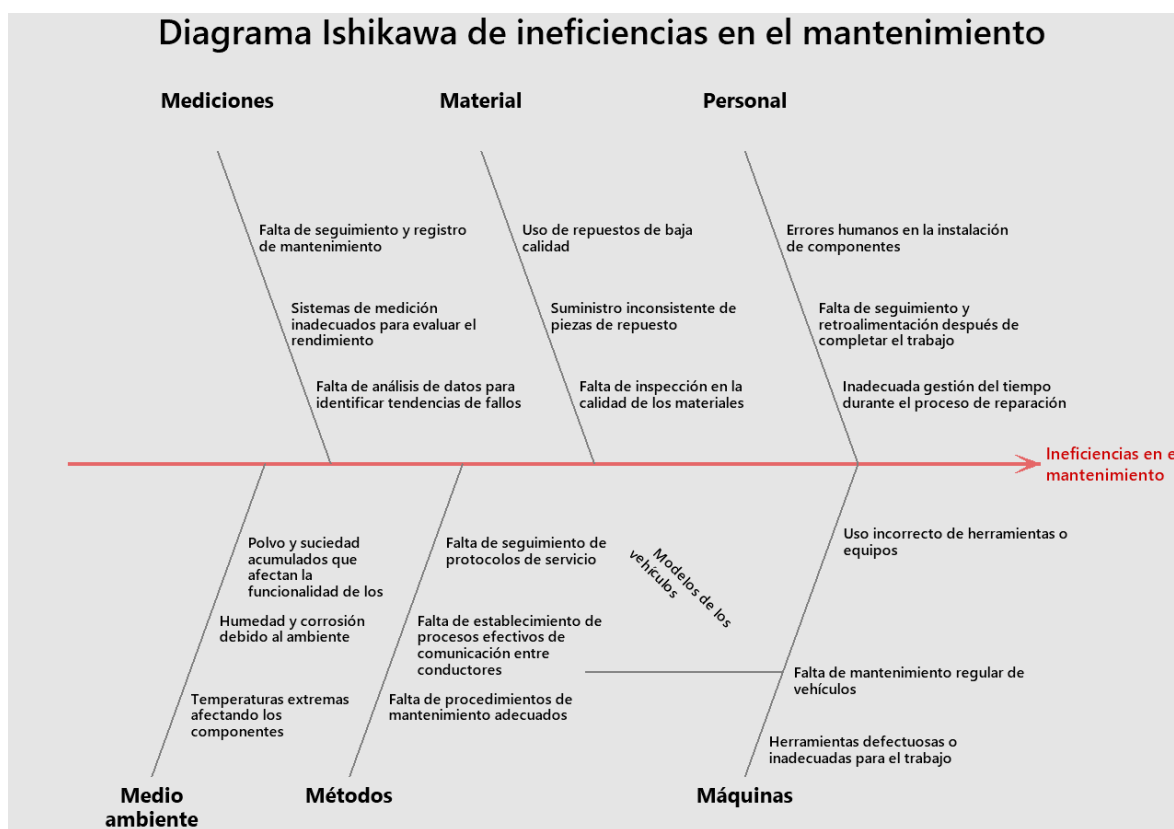 Diagrama Ishikawa de ineficiencias en el mantenimiento
Mediciones
Material
Personal
Falta de seguimiento y registro
de mantenimiento
Sistemas de medición
inadecuados para evaluar el
rendimiento
Falta de análisis de datos para
identificar tendencias de fallos
Uso de repuestos de baja
calidad
Suministro inconsistente de
piezas de repuesto
Falta de inspección en la
calidad de los materiales
Errores humanos en la instalación
de componentes
Falta de seguimiento y
retroalimentación después de
completar el trabajo
Inadecuada gestión del tiempo
durante el proceso de reparación
Ineficiencias en e
mantenimiento
Polvo y suciedad
acumulados que
afectan la
funcionalidad de los
Humedad y corrosión
debido al ambiente
Temperaturas extremas
afectando los
componentes
Falta de seguimiento de
protocolos de servicio
Falta de establecimiento de
procesos efectivos de
comunicación entre
conductores
Falta de procedimientos de
mantenimiento adecuados
Modelos de los
vehículos
Uso incorrecto de herramientas o
equipos
Falta de mantenimiento regular de
vehículos
Herramientas defectuosas o
inadecuadas para el trabajo
Medio
ambiente
Métodos
Máquinas